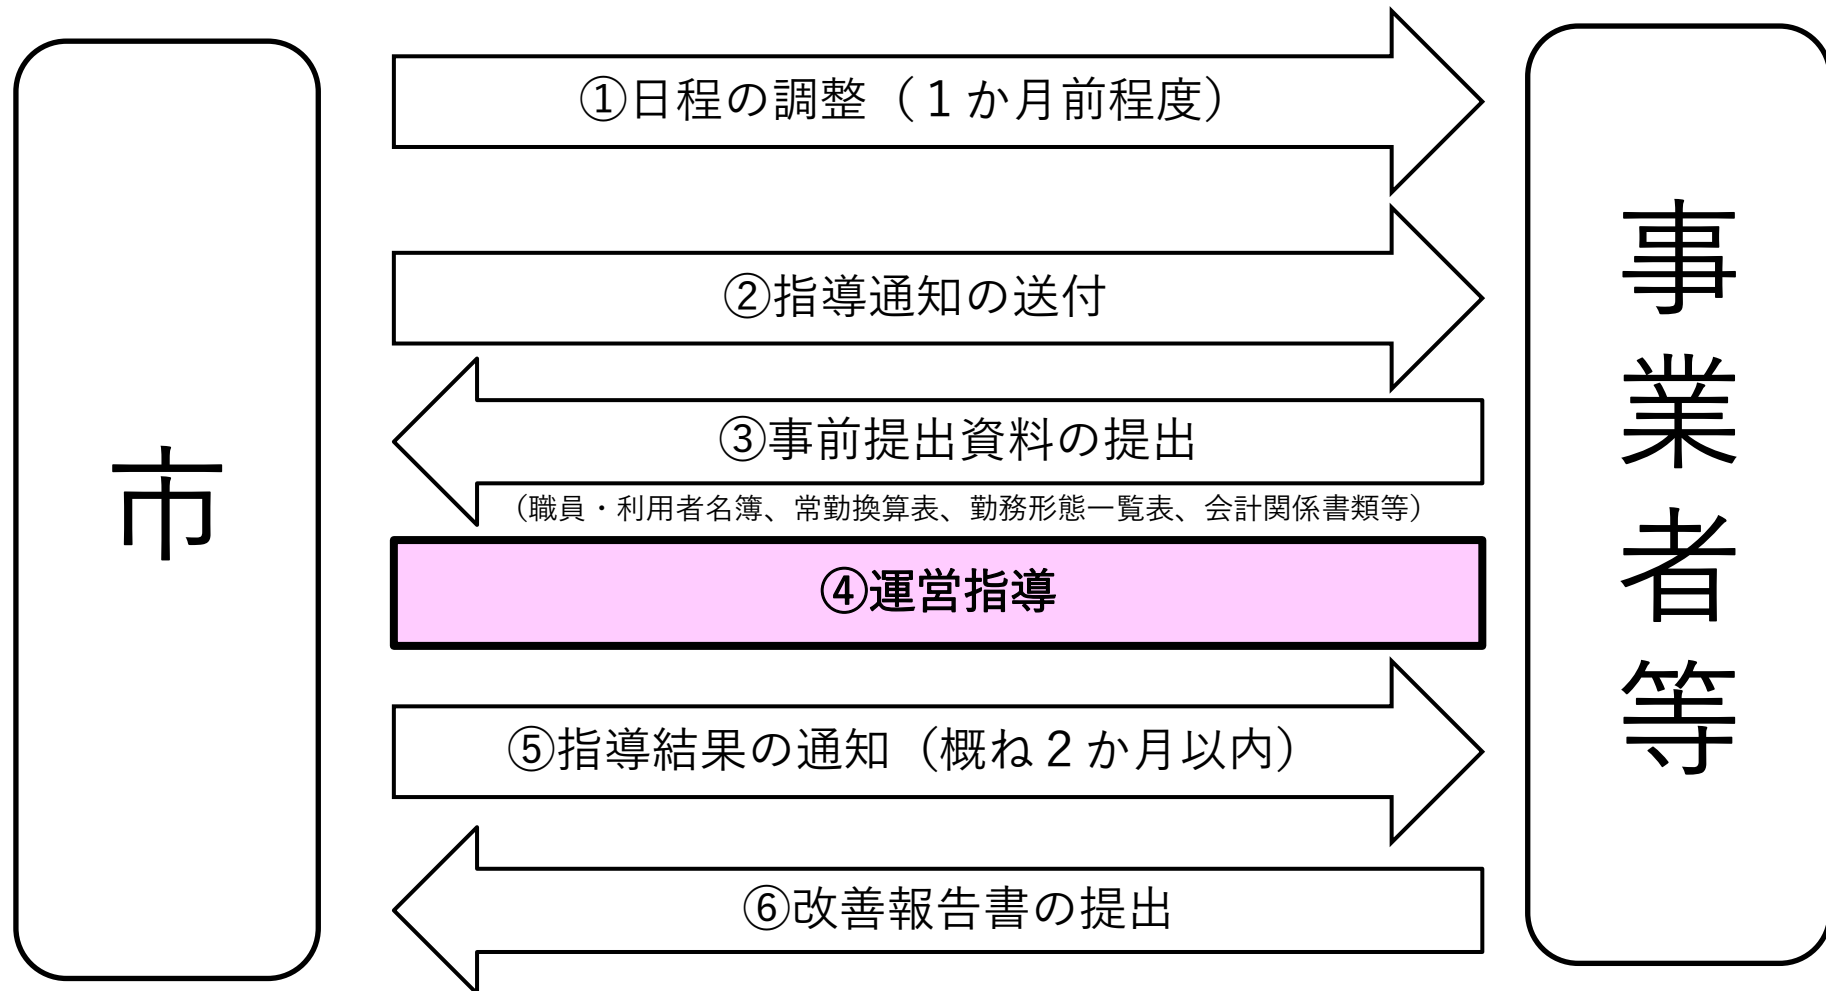 市
①日程の調整（１か月前程度）
②指導通知の送付
③事前提出資料の提出
（職員・利用者名簿、常勤換算表、勤務形態一覧表、会計関係書類等）
④運営指導
⑤指導結果の通知（概ね２か月以内）
⑥改善報告書の提出
事業者等